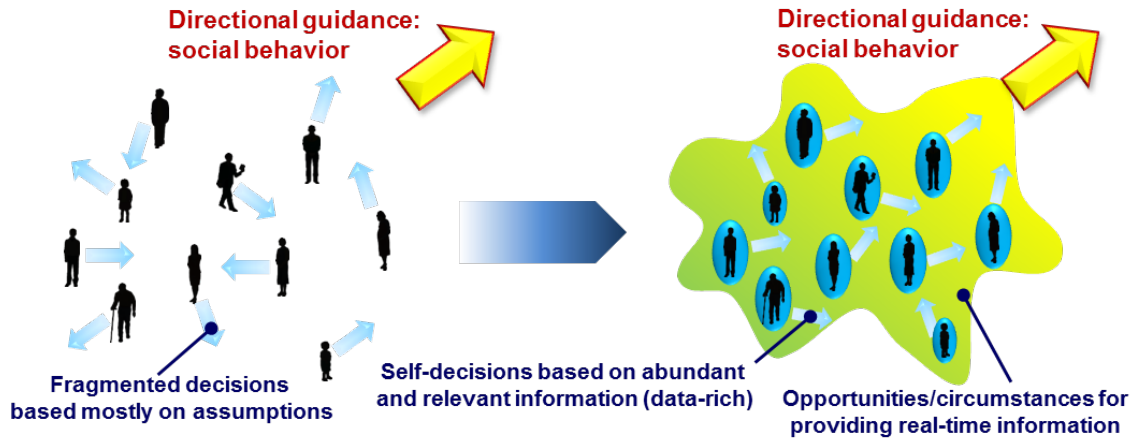 Directional guidance:
social behavior
Directional guidance:
social behavior
Fragmented decisions
based mostly on assumptions
Self-decisions based on abundant
and relevant information (data-rich)
Opportunities/circumstances for
providing real-time information